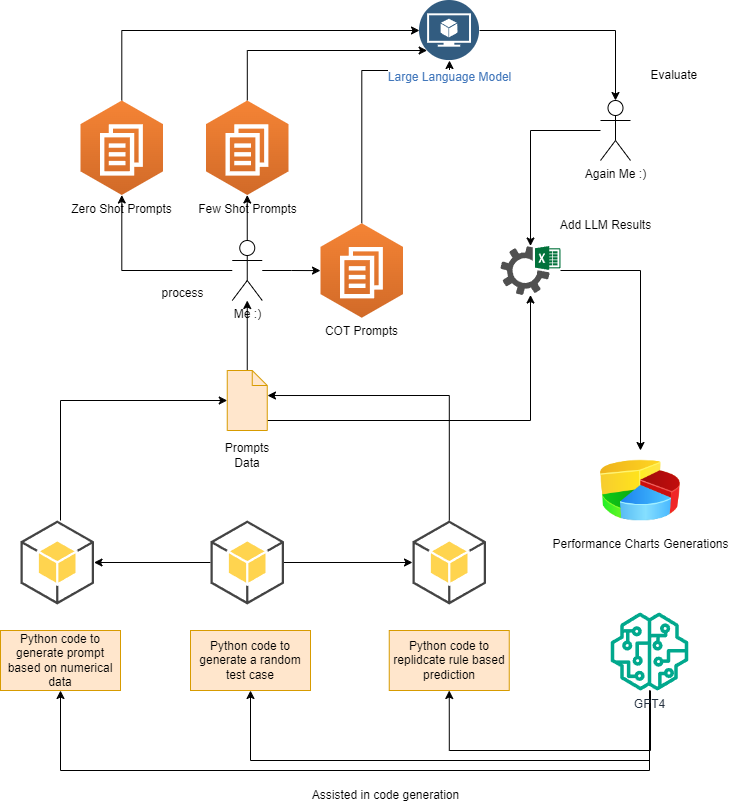 Large Language Model
Evaluate
Again Me :)
Zero Shot Prompts
Few Shot Prompts
Add LLM Results
X
process
Me :)
COT Prompts
Prompts
Data
Performance Charts Generations
Python code to
generate prompt
based on numerical
data
Python code to
generate a random
test case
Python code to
replidcate rule based
prediction
GPT4
Assisted in code generation